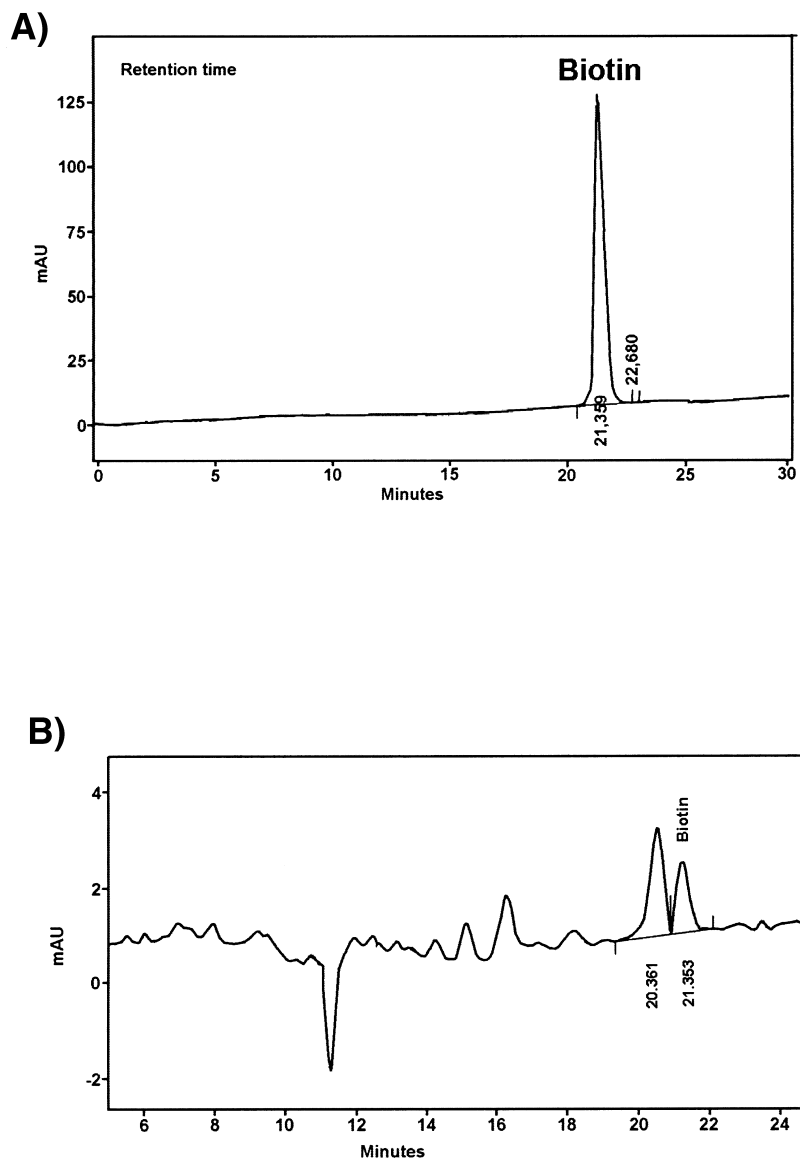 A)
Retention time
Biotin
125
100
75
50
25
0
mAU
22,680
21,359
0 5 10 15 20 25 30
Minutes
B)
4
2
0
-2
mAU
Biotin
20.361
21.353
6 8 10 12 14 16 18 20 22 24
Minutes